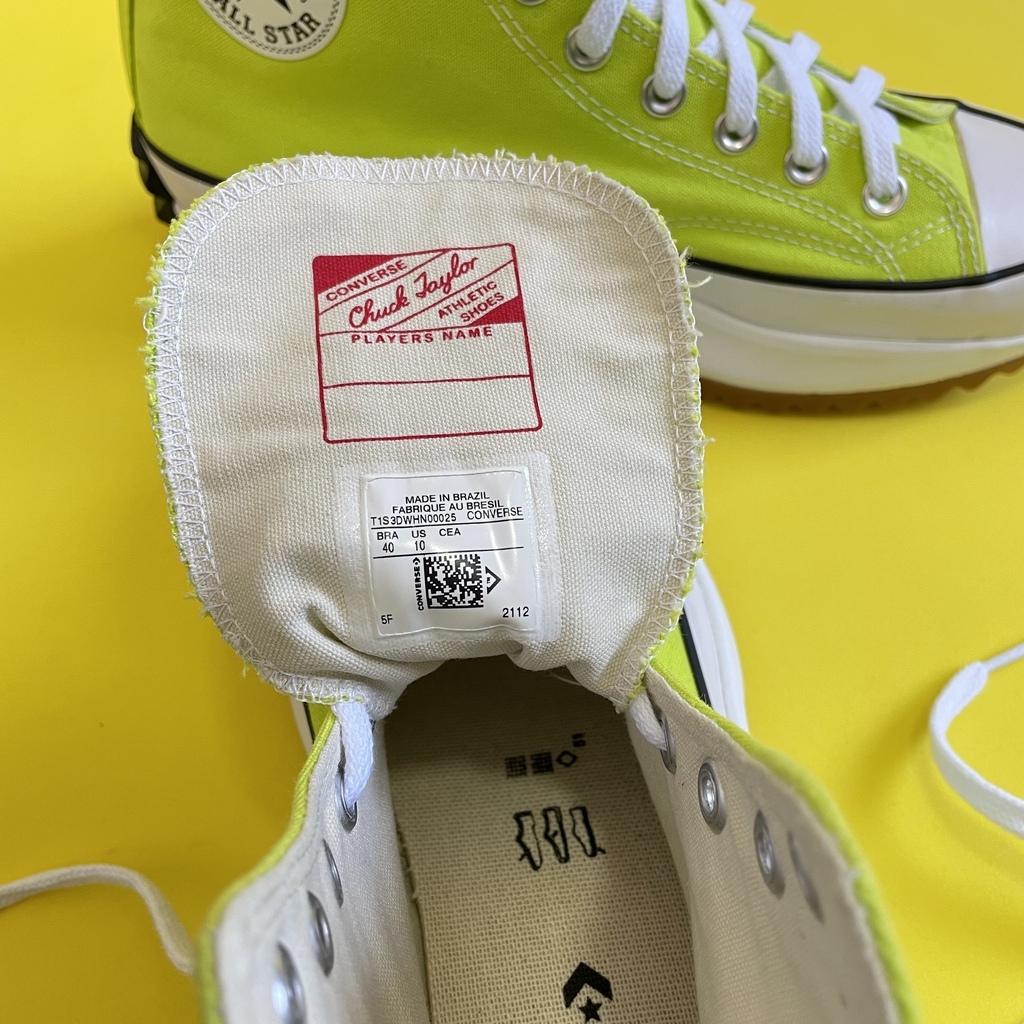 ALL STAR
CONVERSE
Chuck Taylor
ATHLETIC
SHOES
PLAYERS NAME
MADE IN BRAZIL
FABRIQUE AU BRESIL
T1S3DWHN00025 CONVERSE
BRA US CEA
40 10
CONVERSE
5F 2112